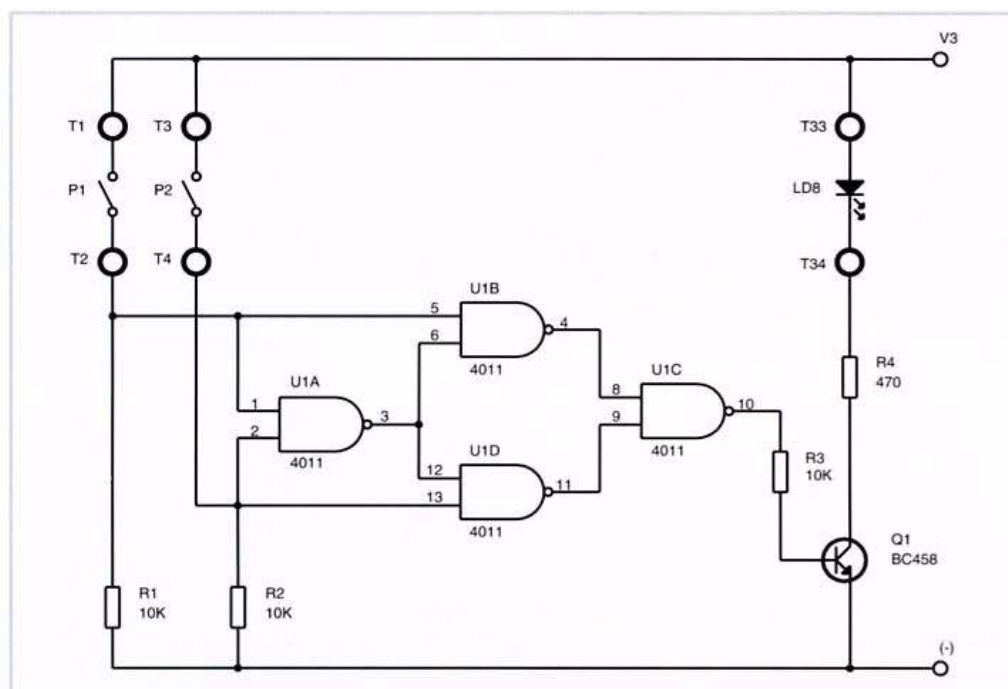 V3
T1
T3
T33
P1
P2
LD8
T2
T4
T34
U1B
5
4
6
4011
R4
470
U1A
U1C
1
3
8
10
2
9
4011
U1D
4011
12
11
R3
10K
13
4011
Q1
BC458
R1
10K
R2
10K
(-)